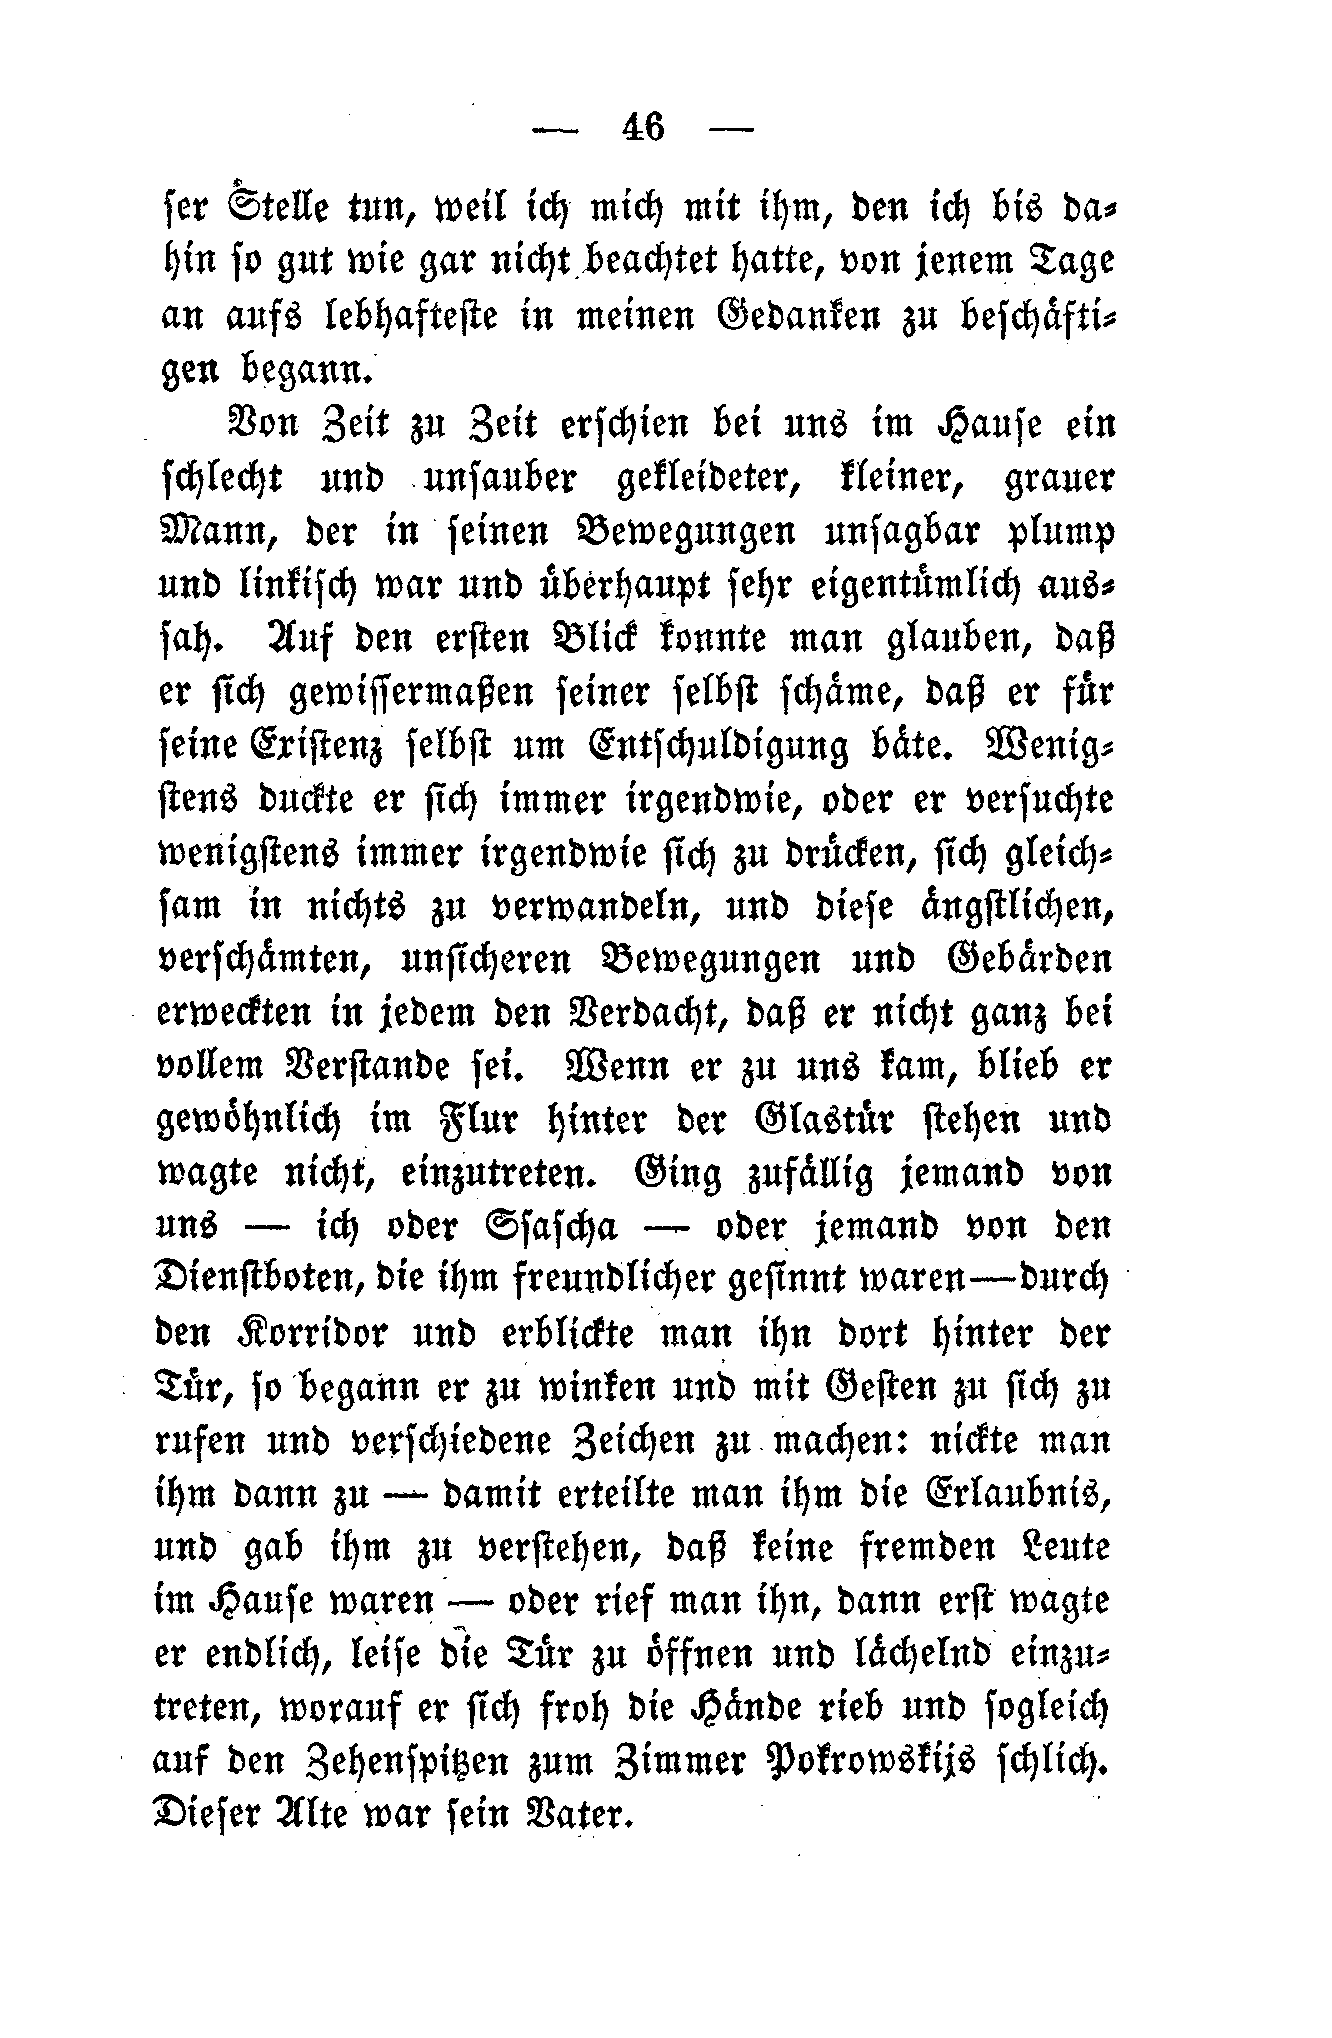 — 46 —
ser Stelle tun, weil ich mich mit ihm, den ich bis da-
hin so gut wie gar nicht beachtet hatte, von jenem Tage
an aufs lebhafteste in meinen Gedanken zu beschäfti-
gen begann.
Von Zeit zu Zeit erschien bei uns im Hause ein
schlecht und unsauber gekleideter, kleiner, grauer
Mann, der in seinen Bewegungen unsagbar plump
und linkisch war und überhaupt sehr eigentümlich aus-
sah. Auf den ersten Blick konnte man glauben, daß
er sich gewissermaßen seiner selbst schäme, daß er für
seine Existenz selbst um Entschuldigung bäte. Wenig-
stens duckte er sich immer irgendwie, oder er versuchte
wenigstens immer irgendwie sich zu drücken, sich gleich-
sam in nichts zu verwandeln, und diese ängstlichen,
verschämten, unsicheren Bewegungen und Gebärden
erweckten in jedem den Verdacht, daß er nicht ganz bei
vollem Verstande sei. Wenn er zu uns kam, blieb er
gewöhnlich im Flur hinter der Glastür stehen und
wagte nicht, einzutreten. Ging zufällig jemand von
uns — ich oder Ssascha — oder jemand von den
Dienstboten, die ihm freundlicher gesinnt waren—durch
den Korridor und erblickte man ihn dort hinter der
Tür, so begann er zu winken und mit Gesten zu sich zu
rufen und verschiedene Zeichen zu machen: nickte man
ihm dann zu — damit erteilte man ihm die Erlaubnis,
und gab ihm zu verstehen, daß keine fremden Leute
im Hause waren — oder rief man ihn, dann erst wagte
er endlich, leise die Tür zu öffnen und lächelnd einzu-
treten, worauf er sich froh die Hände rieb und sogleich
auf den Zehenspitzen zum Zimmer Pokrowskijs schlich.
Dieser Alte war sein Vater.